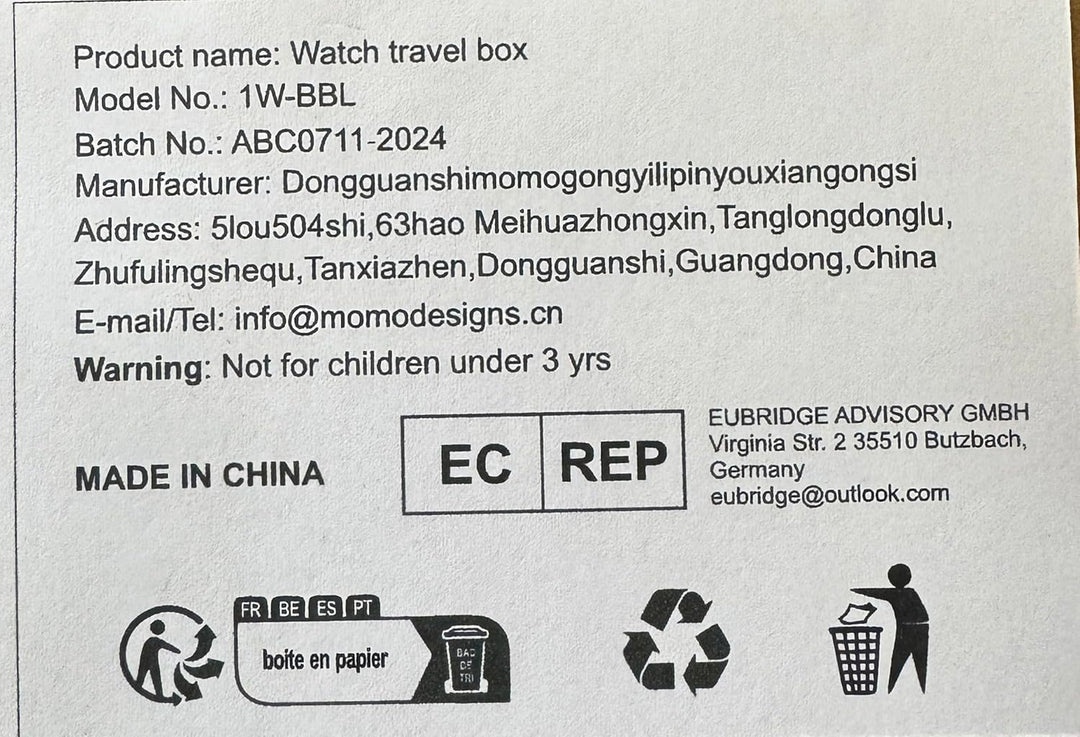 Product name: Watch travel box
Model No.: 1W-BBL
Batch No.: ABC0711-2024
Manufacturer: Dongguanshimomogongyilipinyouxiangongsi
Address: 5lou504shi,63hao Meihuazhongxin,Tanglongdonglu,
Zhufulingshequ,Tanxiazhen,Dongguanshi,Guangdong,China
E-mail/Tel: info@momodesigns.cn
Warning: Not for children under 3 yrs
MADE IN CHINA
EC REP
EUBRIDGE ADVISORY GMBH
Virginia Str. 2 35510 Butzbach,
Germany
eubridge@outlook.com
FR BE ES PT
boite en papier
BAC
DE
TRI